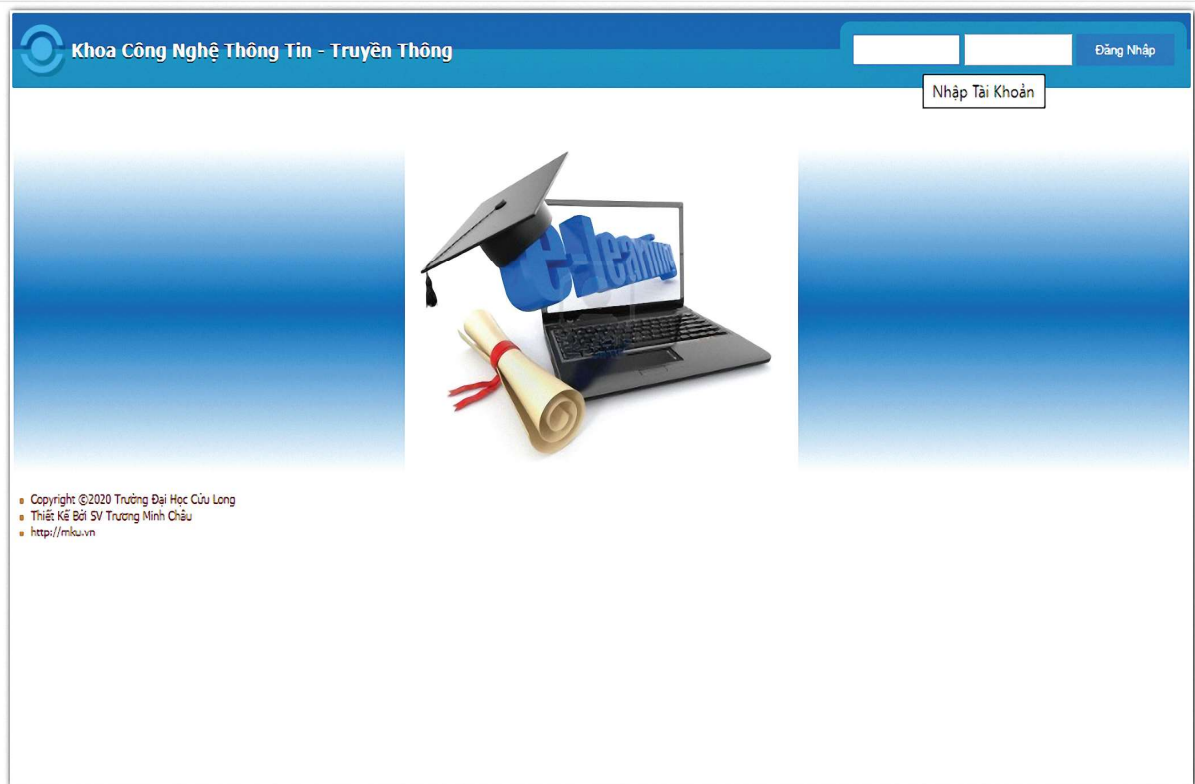 Khoa Công Nghệ Thông Tin - Truyền Thông
Đăng Nhập
Nhập Tài Khoản
e-learning
Copyright ©2020 Trường Đại Học Cửu Long
Thiết Kế Bởi SV Trương Minh Châu
http://mku.vn